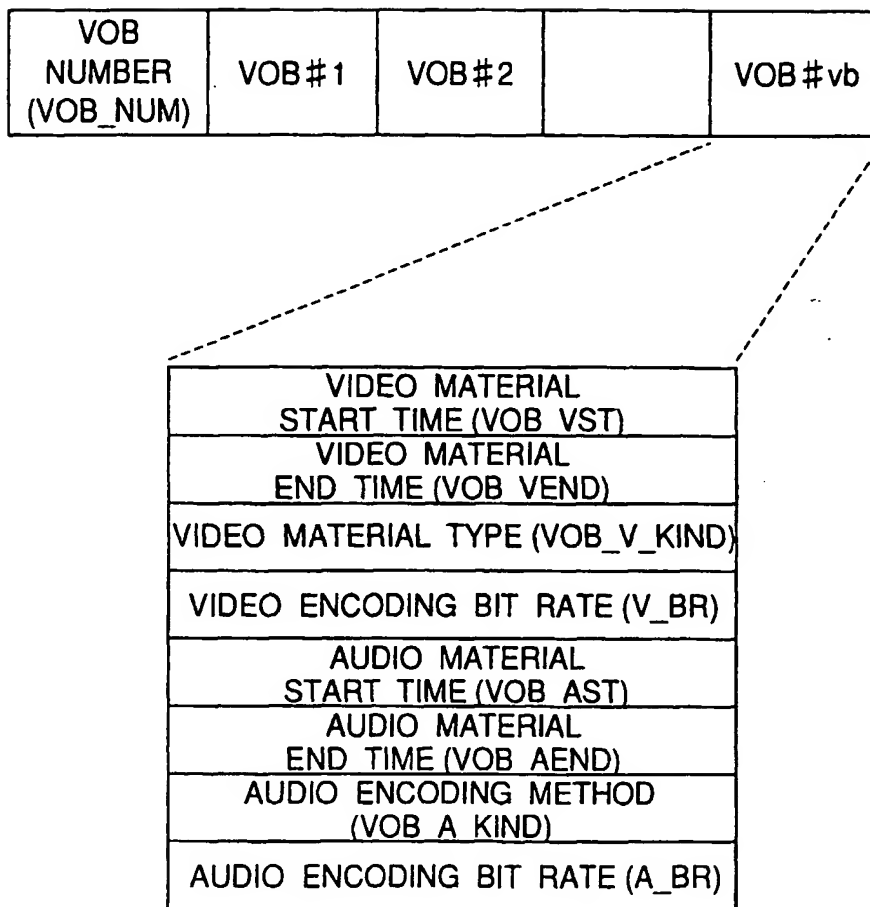 VOB
NUMBER
(VOB_NUM)
VOB#1
VOB#2
VOB#vb
VIDEO MATERIAL
START TIME (VOB VST)
VIDEO MATERIAL
END TIME (VOB VEND)
VIDEO MATERIAL TYPE (VOB_V_KIND)
VIDEO ENCODING BIT RATE (V_BR)
AUDIO MATERIAL
START TIME (VOB AST)
AUDIO MATERIAL
END TIME (VOB AEND)
AUDIO ENCODING METHOD
(VOB A KIND)
AUDIO ENCODING BIT RATE (A_BR)